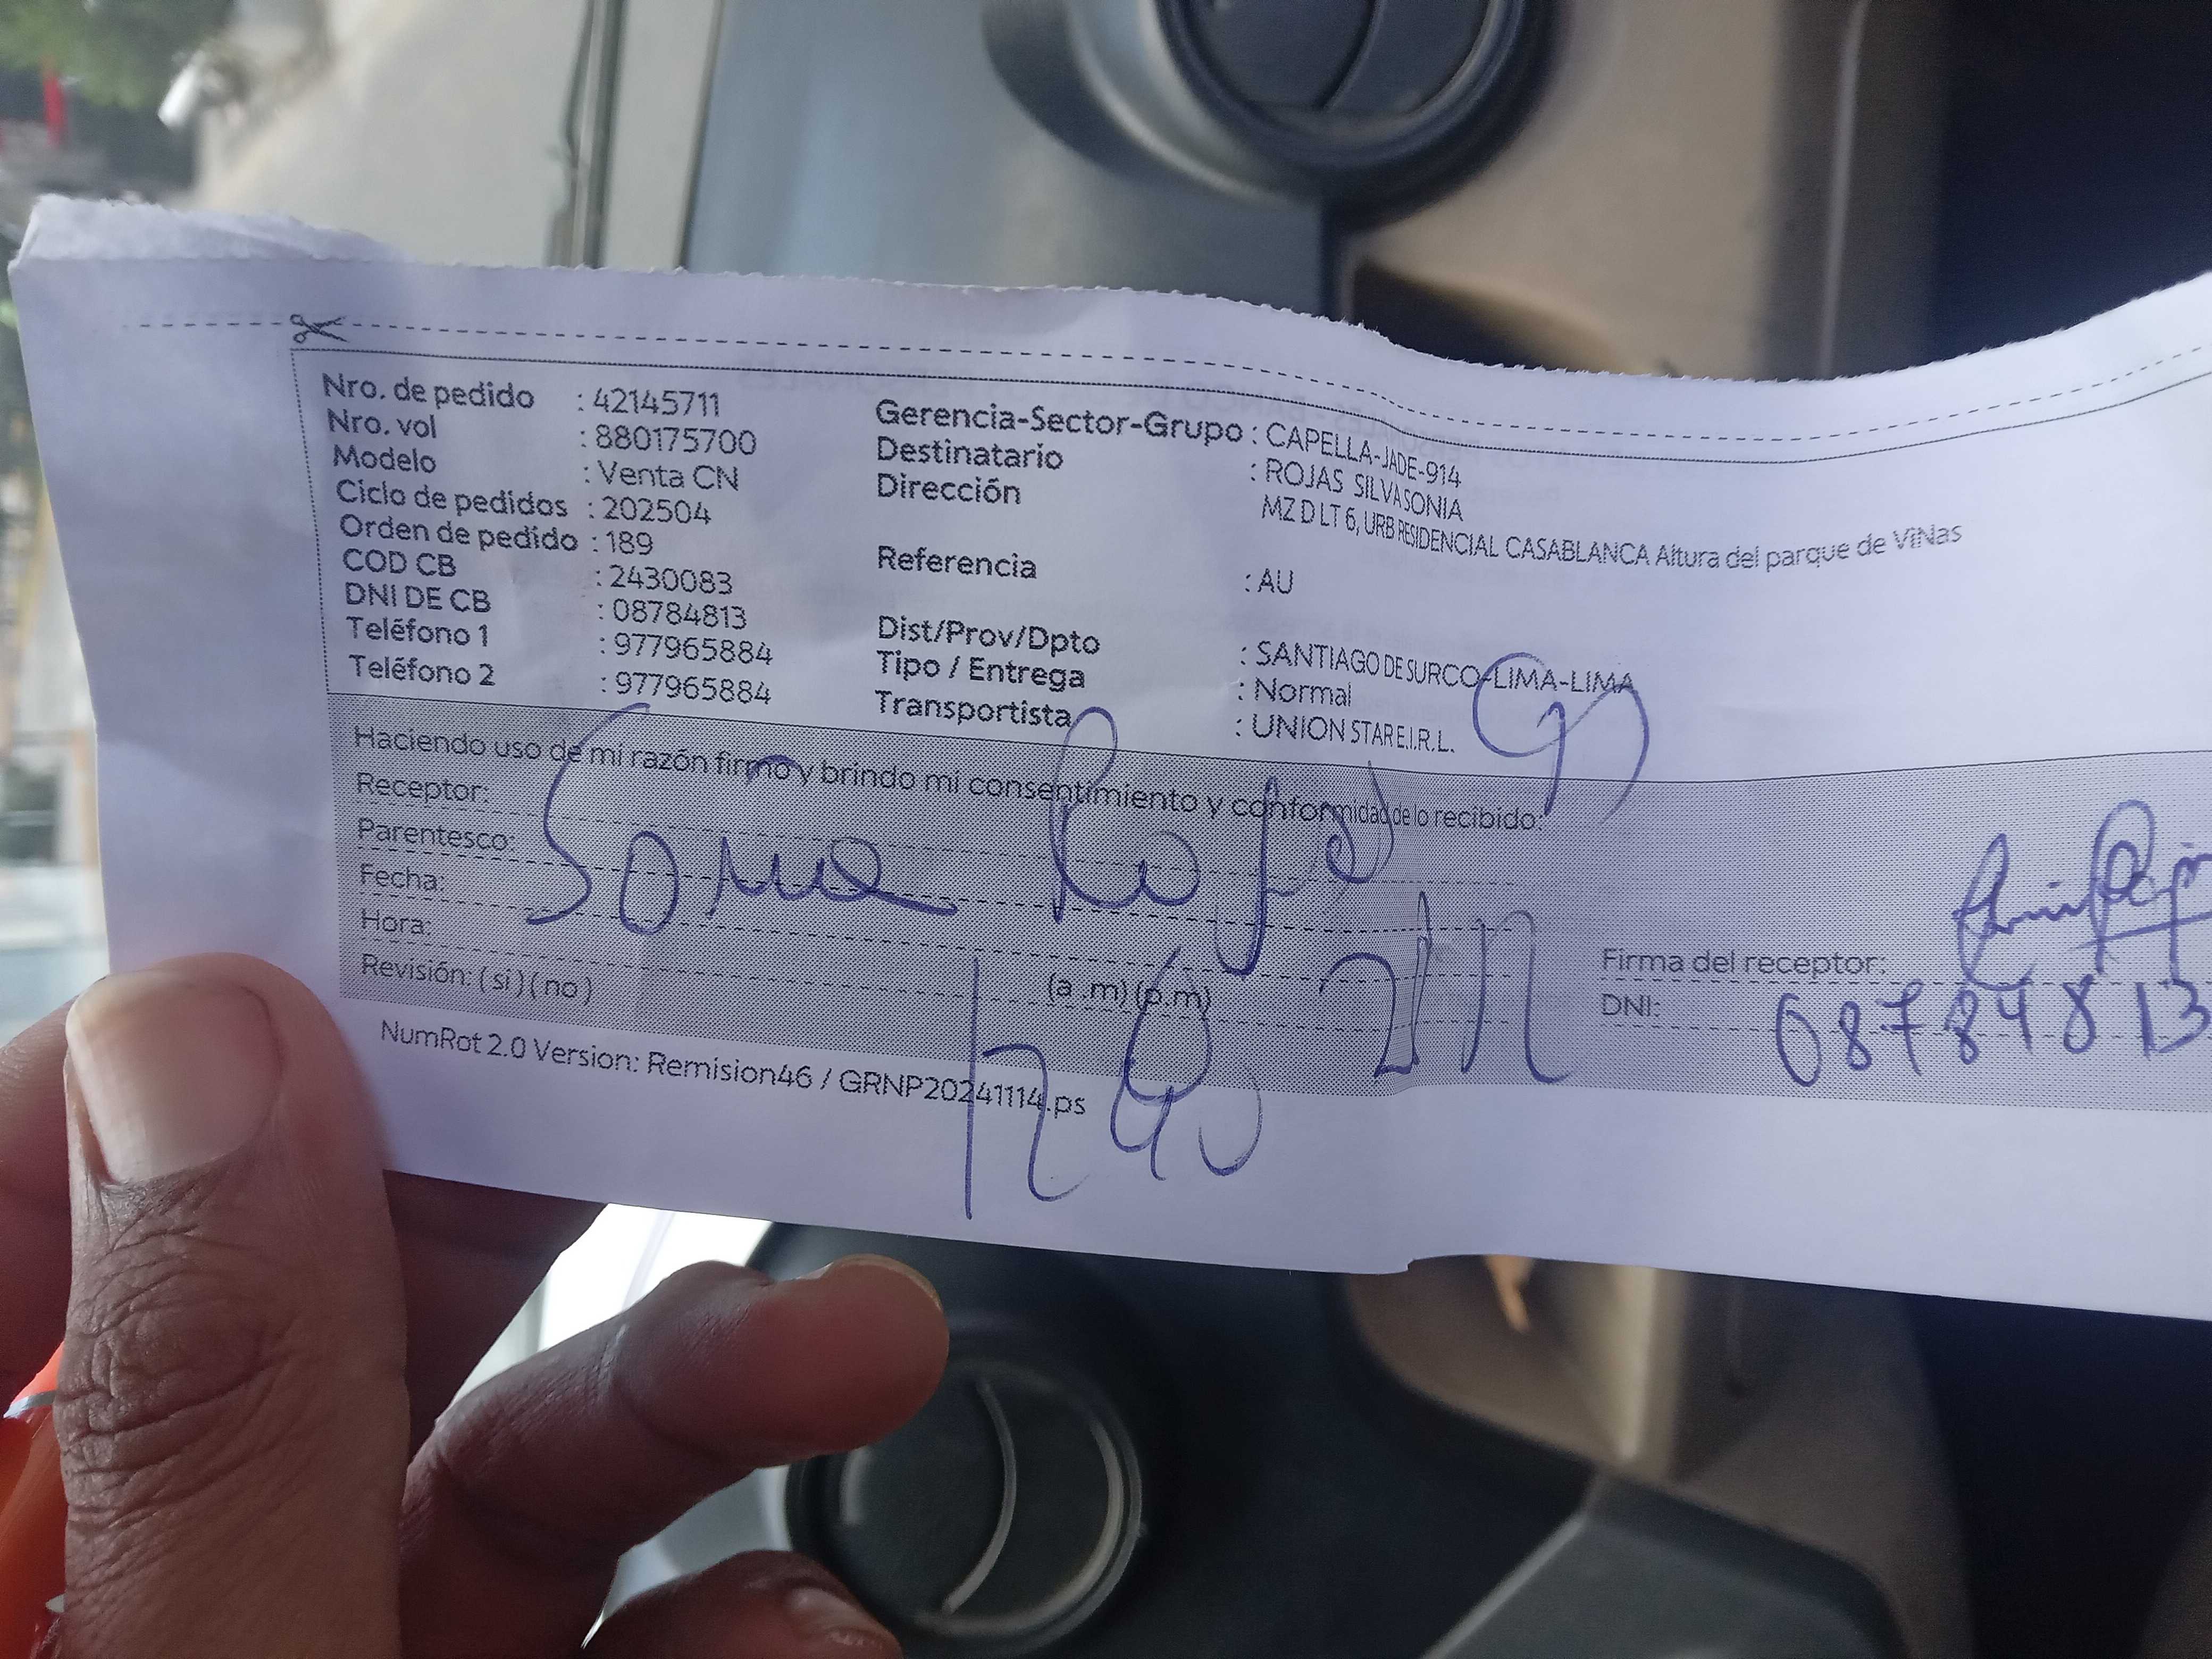 Nro. de pedido : 42145711
Nro. vol : 880175700
Modelo : Venta CN
Ciclo de pedidos : 202504
Orden de pedido : 189
COD CB : 2430083
DNI DE CB : 08784813
Teléfono 1 : 977965884
Teléfono 2 : 977965884
Gerencia-Sector-Grupo : CAPELLA-JADE-914
Destinatario : ROJAS SILVASONIA
Dirección MZ D LT 6, URB RESIDENCIAL CASABLANCA Altura del parque de ViNas
Referencia : AU
Dist/Prov/Dpto : SANTIAGO DE SURCO-LIMA-LIMA
Tipo / Entrega : Normal
Transportista : UNION STAR E.I.R.L.
Haciendo uso de mi razón firmo y brindo mi consentimiento y conformidad de lo recibido:
Receptor:
Parentesco: Sonia Rojas
Fecha:
Hora: (a .m) (p.m)
Revisión: ( si ) ( no )
Firma del receptor:
DNI: 08784813
NumRot 2.0 Version: Remision46 / GRNP20241114.ps